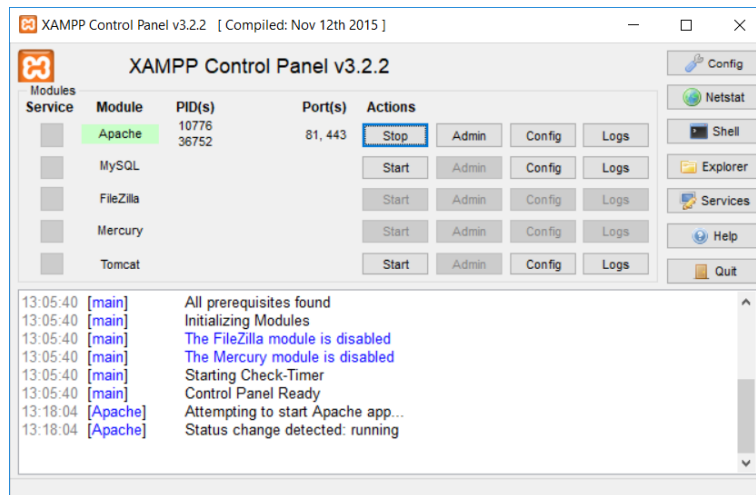 XAMPP Control Panel v3.2.2 [ Compiled: Nov 12th 2015 ]
XAMPP Control Panel v3.2.2
Config
Modules
Service Module PID(s) Port(s) Actions
Netstat
Apache 10776 36752 81, 443 Stop Admin Config Logs
Shell
MySQL Start Admin Config Logs
Explorer
FileZilla Start Admin Config Logs
Services
Mercury Start Admin Config Logs
Help
Tomcat Start Admin Config Logs
Quit
13:05:40 [main] All prerequisites found
13:05:40 [main] Initializing Modules
13:05:40 [main] The FileZilla module is disabled
13:05:40 [main] The Mercury module is disabled
13:05:40 [main] Starting Check-Timer
13:05:40 [main] Control Panel Ready
13:18:04 [Apache] Attempting to start Apache app...
13:18:04 [Apache] Status change detected: running